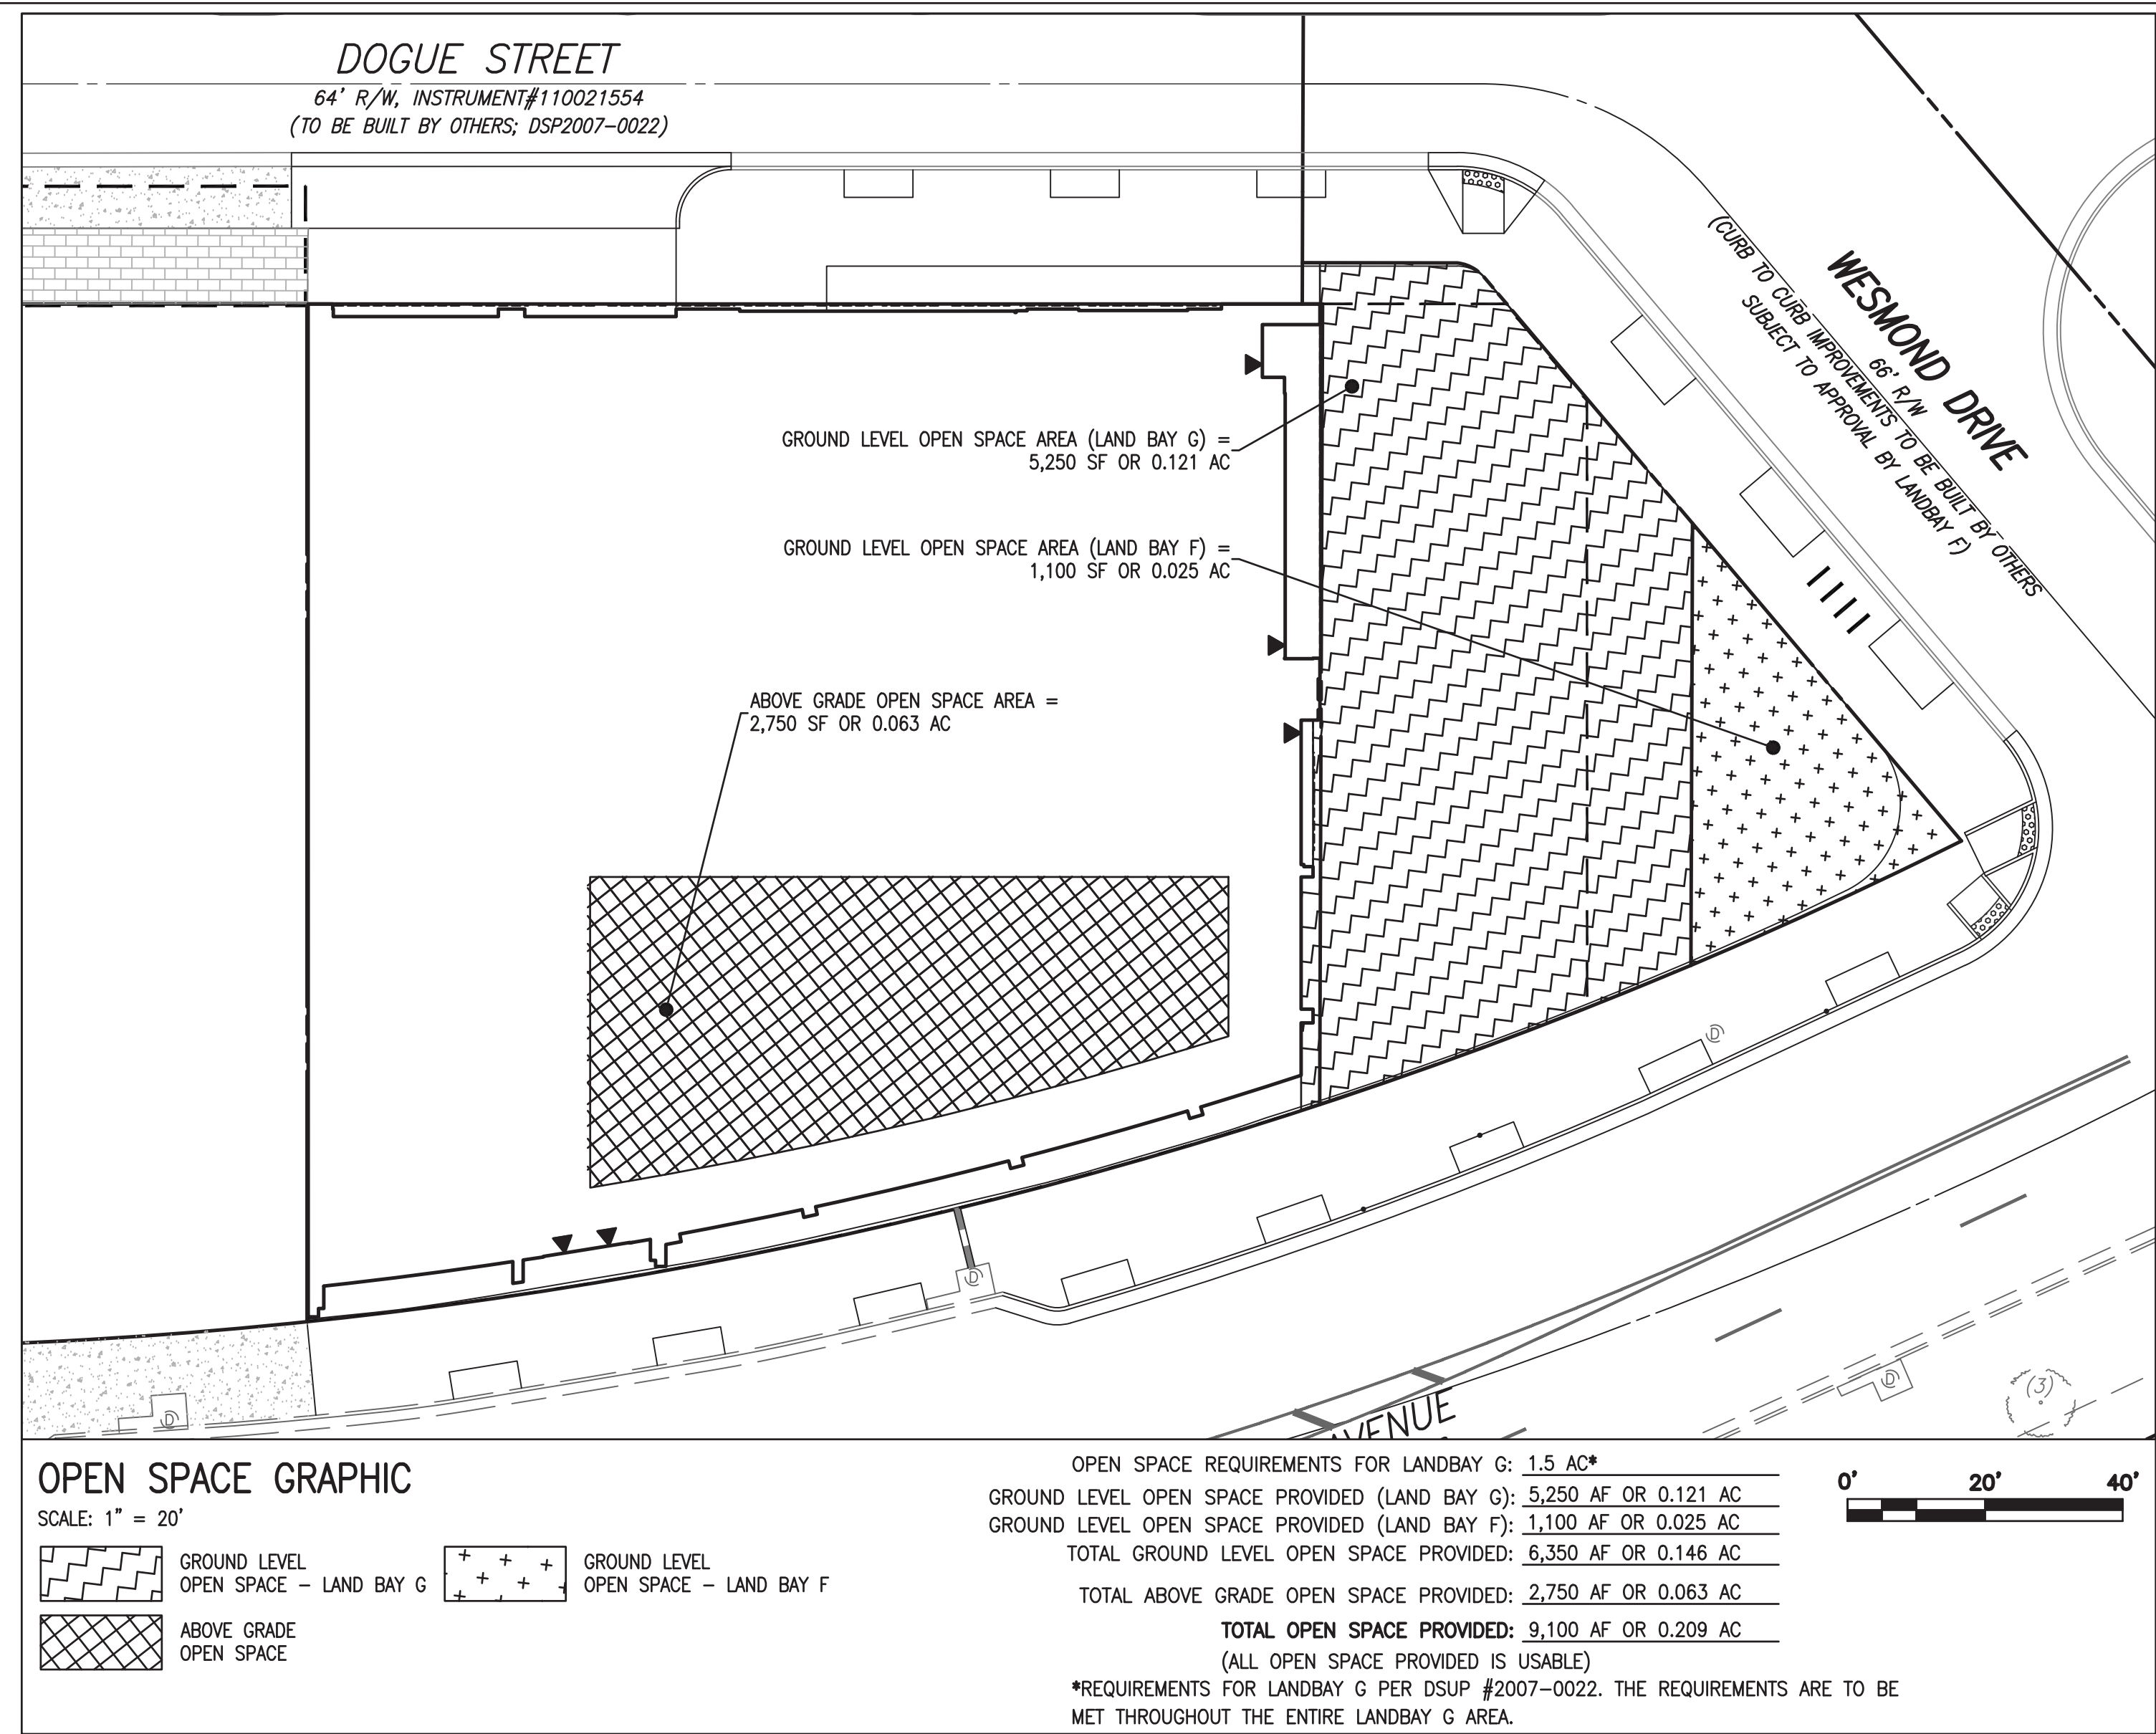 DOGUE STREET
64' R/W, INSTRUMENT#110021554
(TO BE BUILT BY OTHERS; DSP2007-0022)
WESMOND DRIVE
66' R/W
(CURB TO CURB IMPROVEMENTS TO BE BUILT BY OTHERS
SUBJECT TO APPROVAL BY LANDBAY F)
GROUND LEVEL OPEN SPACE AREA (LAND BAY G) =
5,250 SF OR 0.121 AC
GROUND LEVEL OPEN SPACE AREA (LAND BAY F) =
1,100 SF OR 0.025 AC
ABOVE GRADE OPEN SPACE AREA =
2,750 SF OR 0.063 AC
D
D
D
D
(3)
AVENUE
OPEN SPACE GRAPHIC
SCALE: 1" = 20'
GROUND LEVEL
OPEN SPACE – LAND BAY G
GROUND LEVEL
OPEN SPACE – LAND BAY F
ABOVE GRADE
OPEN SPACE
OPEN SPACE REQUIREMENTS FOR LANDBAY G: 1.5 AC*
GROUND LEVEL OPEN SPACE PROVIDED (LAND BAY G): 5,250 AF OR 0.121 AC
GROUND LEVEL OPEN SPACE PROVIDED (LAND BAY F): 1,100 AF OR 0.025 AC
TOTAL GROUND LEVEL OPEN SPACE PROVIDED: 6,350 AF OR 0.146 AC
TOTAL ABOVE GRADE OPEN SPACE PROVIDED: 2,750 AF OR 0.063 AC
TOTAL OPEN SPACE PROVIDED: 9,100 AF OR 0.209 AC
(ALL OPEN SPACE PROVIDED IS USABLE)
*REQUIREMENTS FOR LANDBAY G PER DSUP #2007-0022. THE REQUIREMENTS ARE TO BE
MET THROUGHOUT THE ENTIRE LANDBAY G AREA.
0' 20' 40'